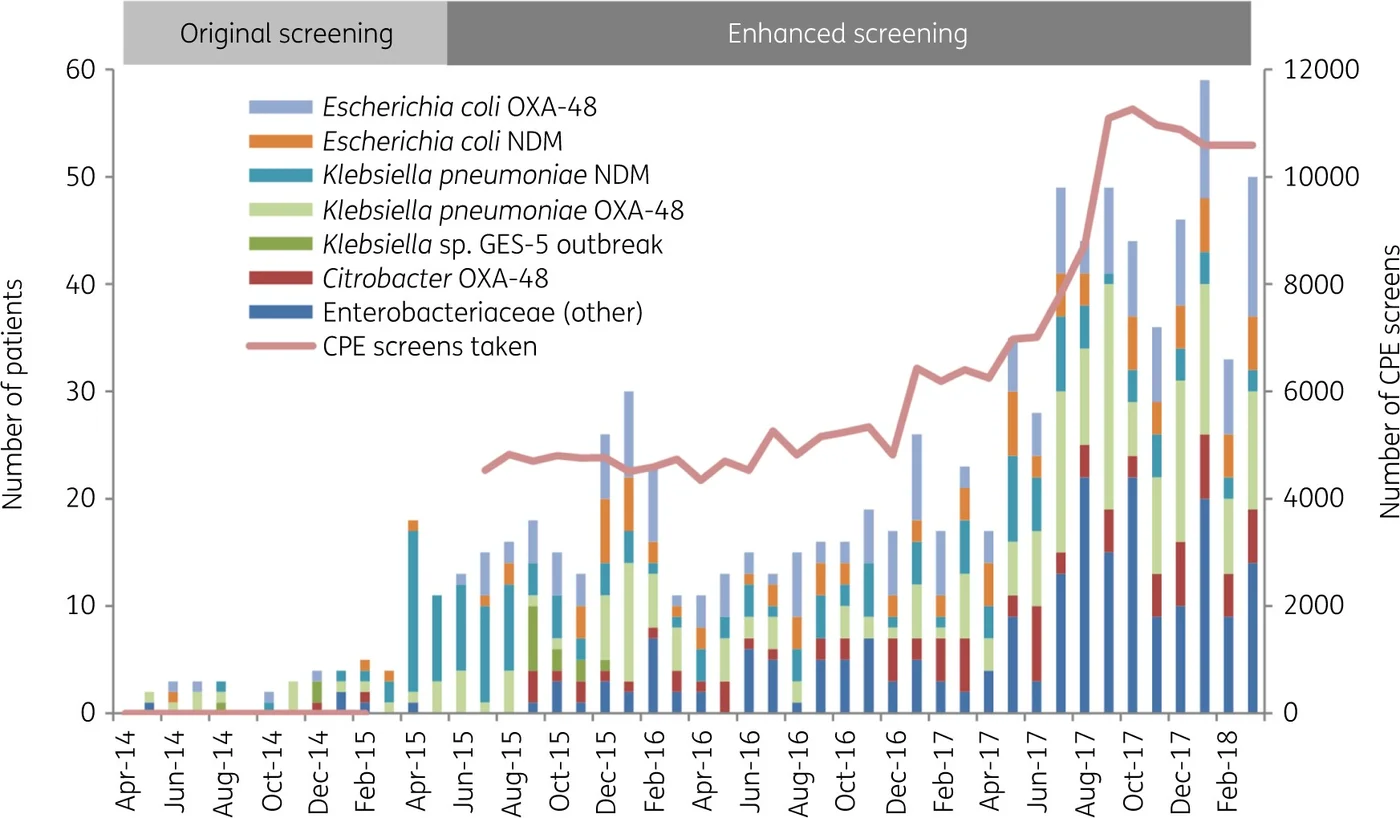 Original screening
Enhanced screening
60
50
40
30
20
10
0
12000
10000
8000
6000
4000
2000
0
Number of patients
Number of CPE screens
Escherichia coli OXA-48
Escherichia coli NDM
Klebsiella pneumoniae NDM
Klebsiella pneumoniae OXA-48
Klebsiella sp. GES-5 outbreak
Citrobacter OXA-48
Enterobacteriaceae (other)
CPE screens taken
Apr-14
Jun-14
Aug-14
Oct-14
Dec-14
Feb-15
Apr-15
Jun-15
Aug-15
Oct-15
Dec-15
Feb-16
Apr-16
Jun-16
Aug-16
Oct-16
Dec-16
Feb-17
Apr-17
Jun-17
Aug-17
Oct-17
Dec-17
Feb-18